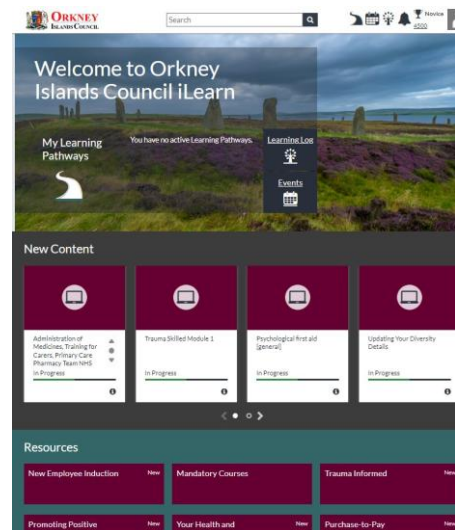 ORKNEY
ISLANDS COUNCIL
Search
Novice
4500
Welcome to Orkney
Islands Council iLearn
My Learning
Pathways
You have no active Learning Pathways.
Learning Log
Events
New Content
Administration of
Medicines, Training for
Carers, Primary Care
Pharmacy Team NHS
In Progress
Trauma Skilled Module 1
In Progress
Psychological first aid
[general]
In Progress
Updating Your Diversity
Details
In Progress
Resources
New Employee Induction New
Mandatory Courses
Trauma Informed New
Promoting Positive New
Your Health and New
Purchase-to-Pay New